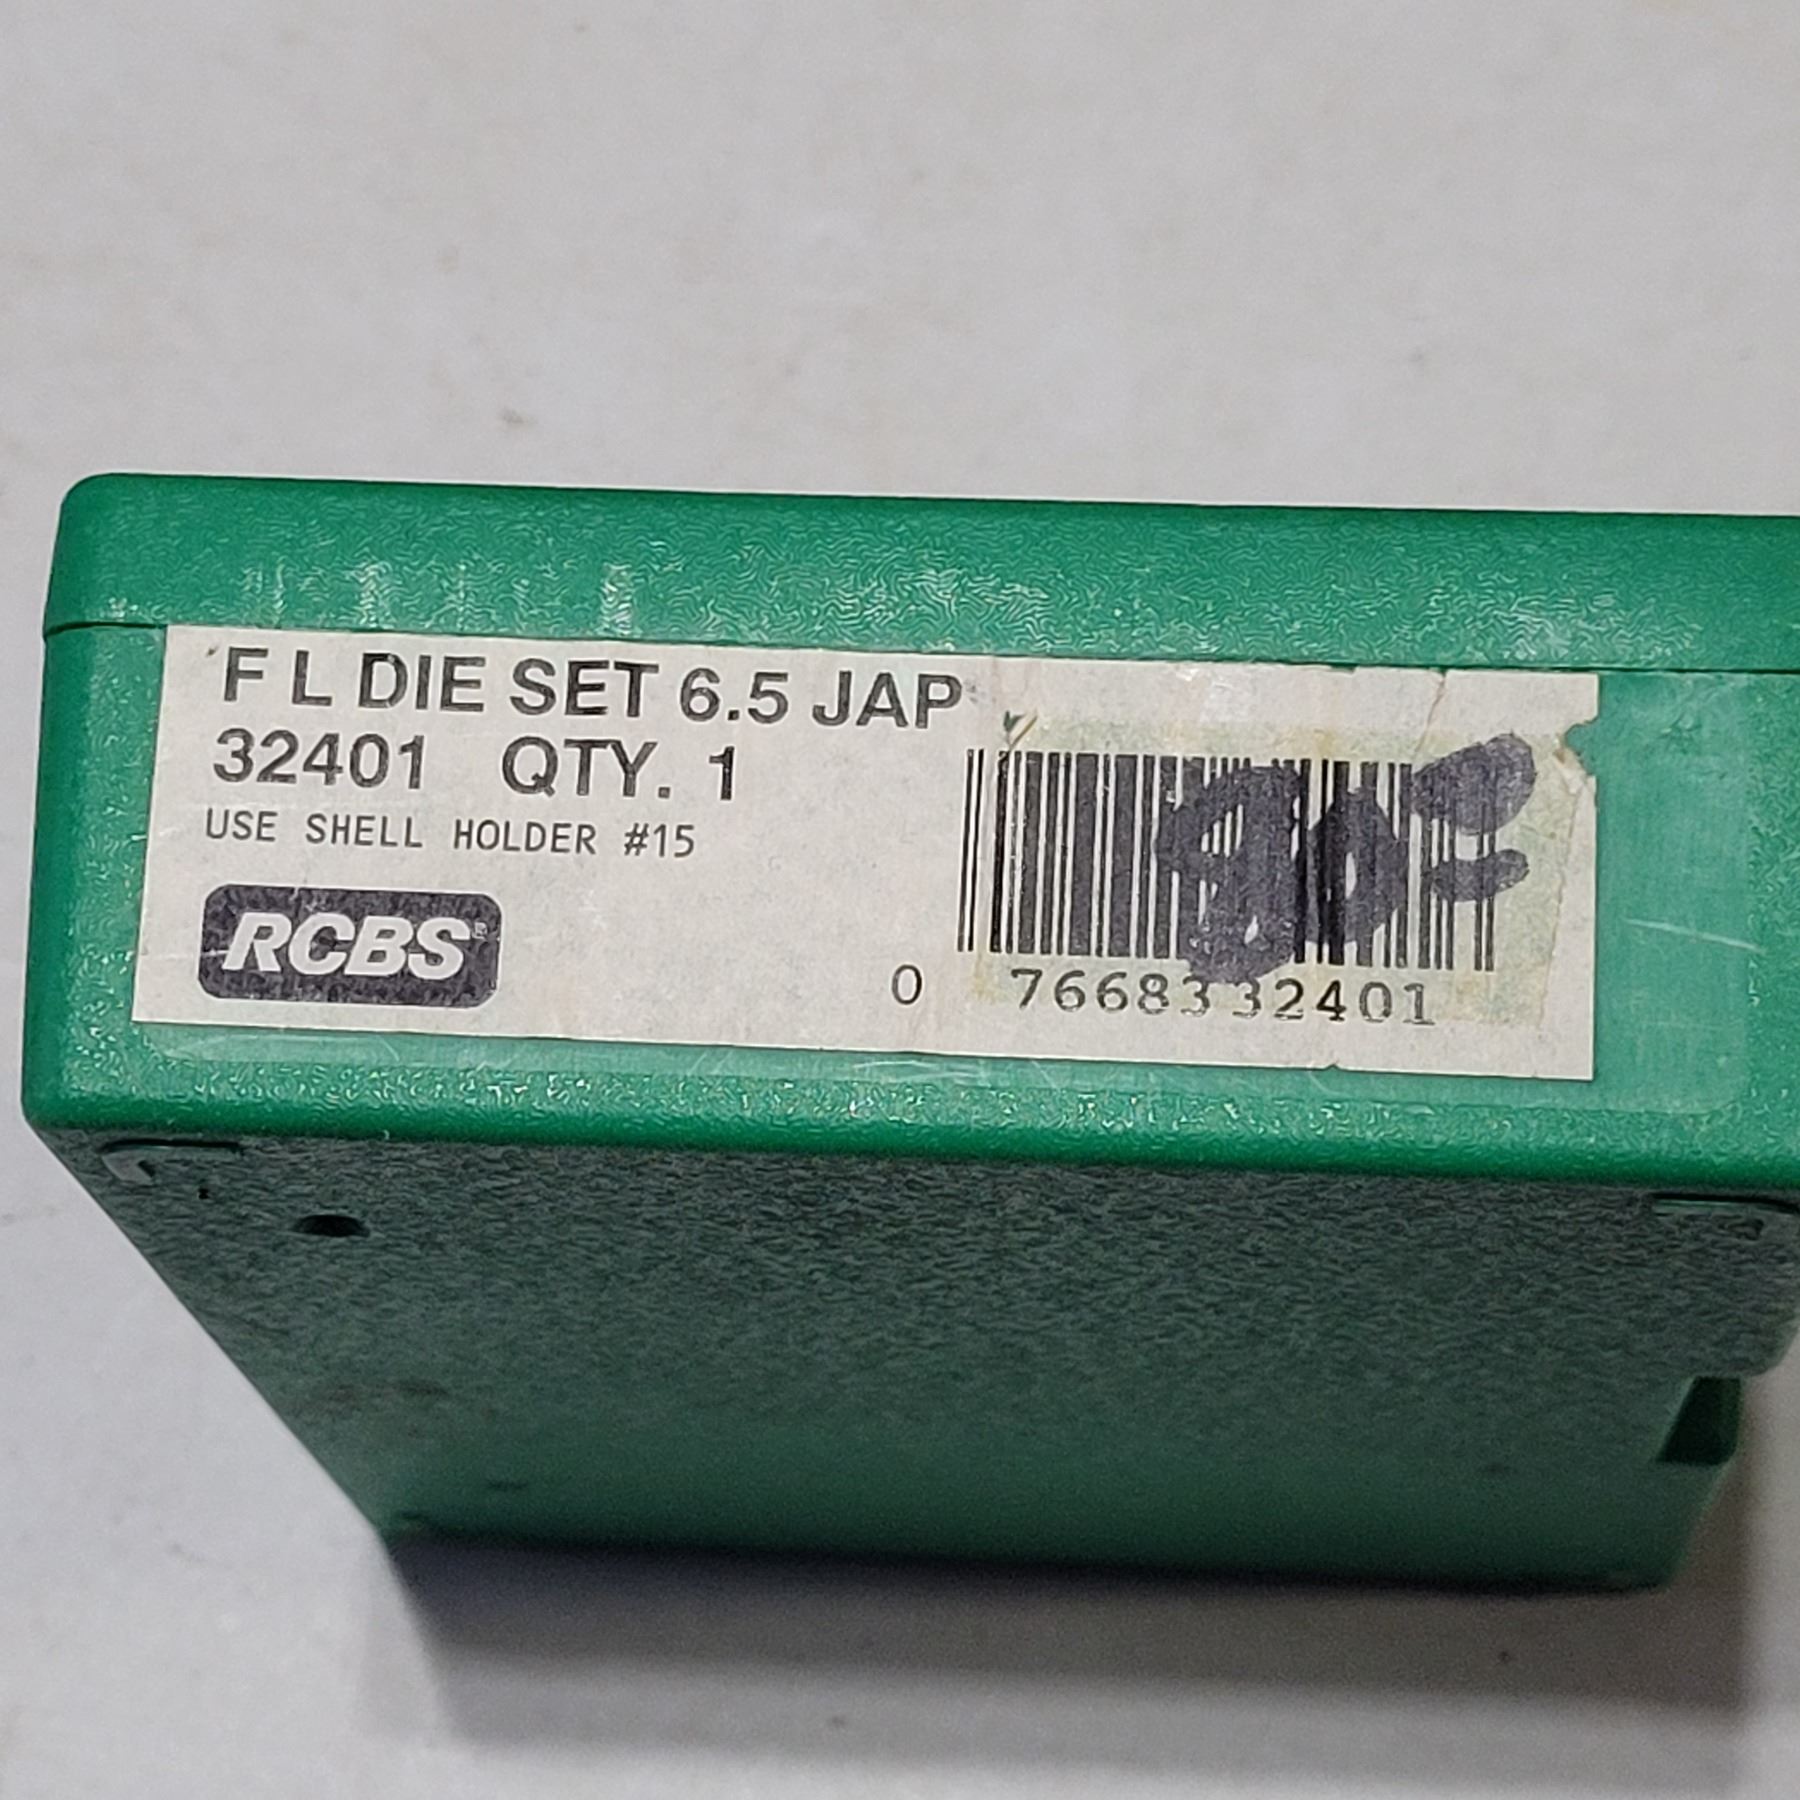 F L DIE SET 6.5 JAP
32401 QTY. 1
USE SHELL HOLDER #15
RCBS®
0 76683 32401